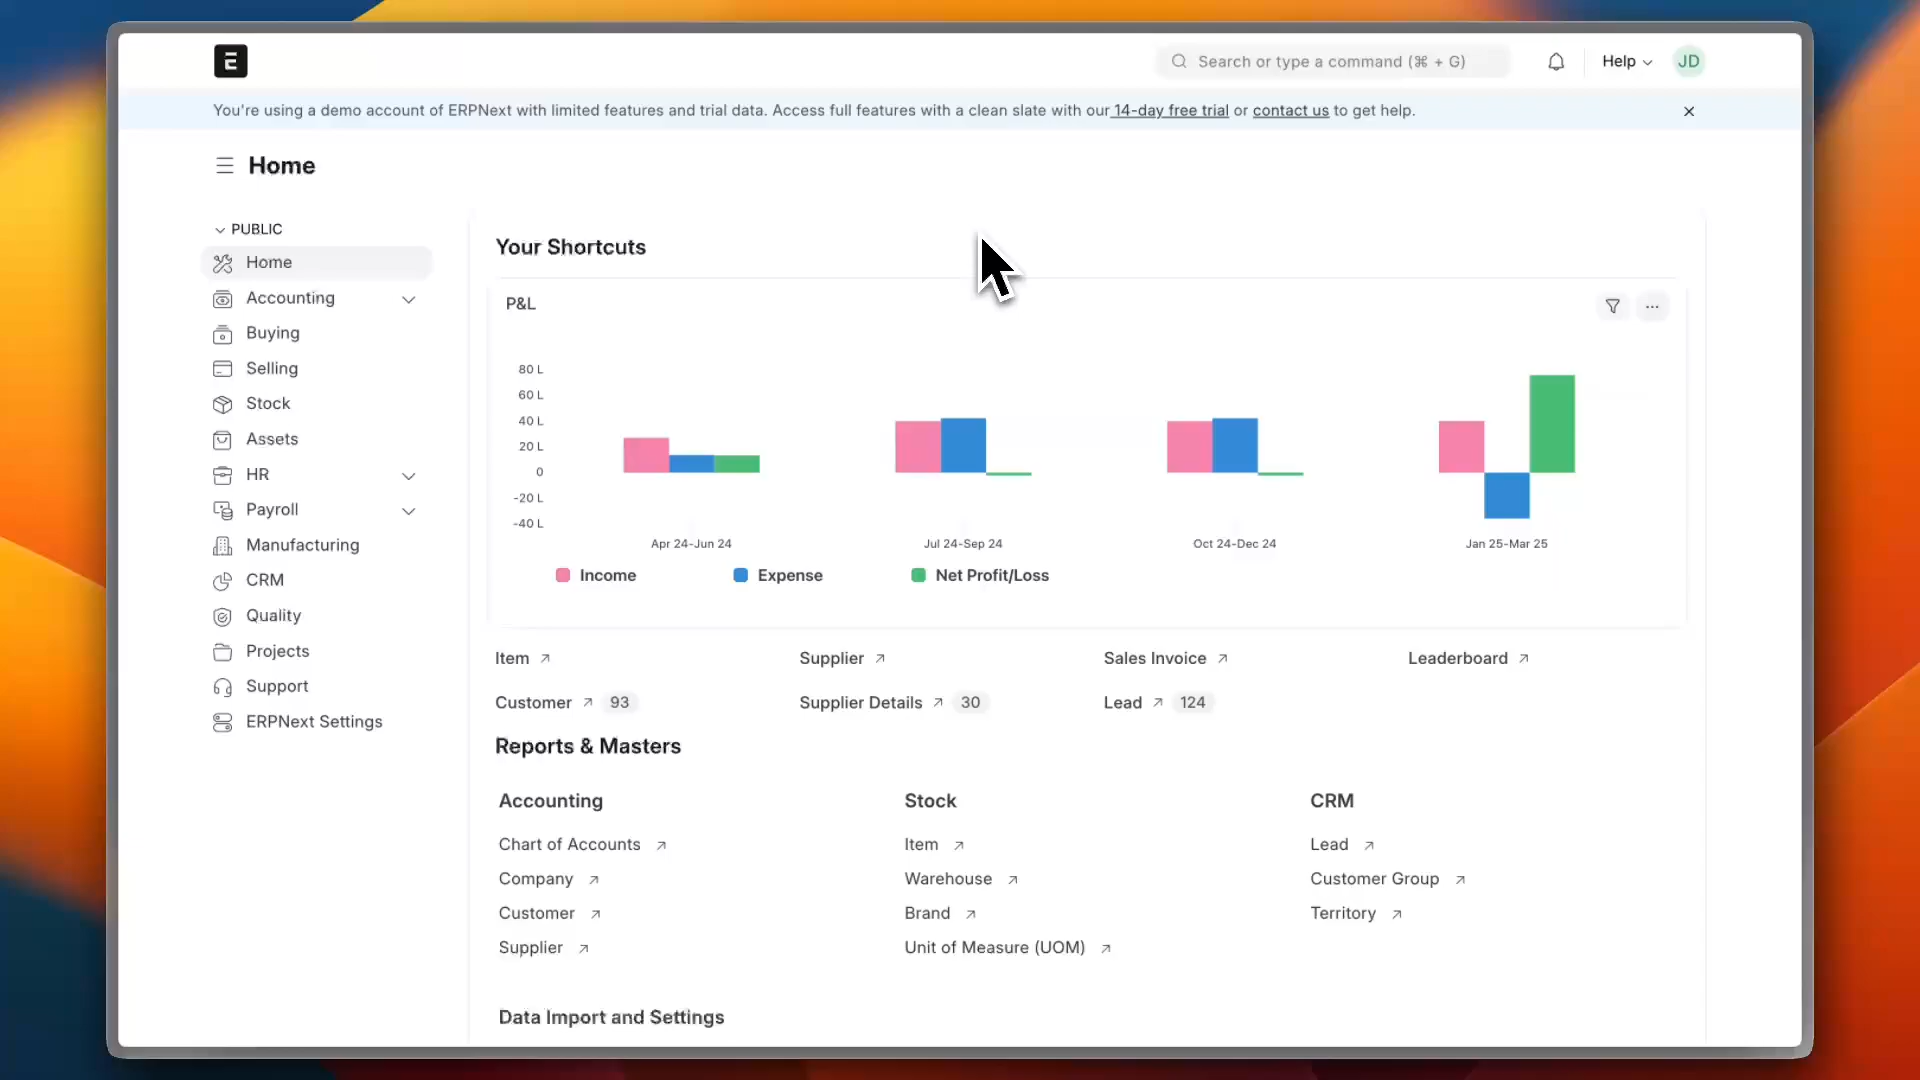 E
Search or type a command (⌘ + G)
Help
JD
You're using a demo account of ERPNext with limited features and trial data. Access full features with a clean slate with our 14-day free trial or contact us to get help.
Home
PUBLIC
Home
Accounting
Buying
Selling
Stock
Assets
HR
Payroll
Manufacturing
CRM
Quality
Projects
Support
ERPNext Settings
Your Shortcuts
P&L
80 L
60 L
40 L
20 L
0
-20 L
-40 L
Apr 24-Jun 24
Jul 24-Sep 24
Oct 24-Dec 24
Jan 25-Mar 25
Income
Expense
Net Profit/Loss
Item
Supplier
Sales Invoice
Leaderboard
Customer 93
Supplier Details 30
Lead 124
Reports & Masters
Accounting
Chart of Accounts
Company
Customer
Supplier
Stock
Item
Warehouse
Brand
Unit of Measure (UOM)
CRM
Lead
Customer Group
Territory
Data Import and Settings